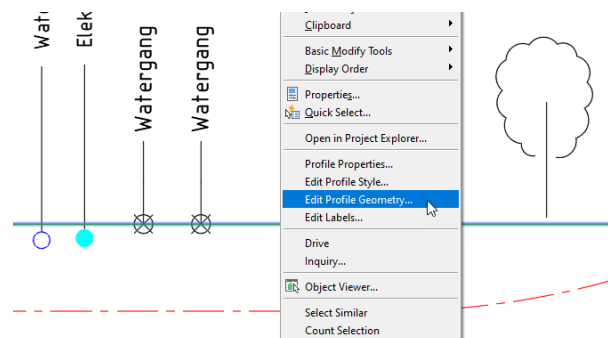 Elek
Watergang
Watergang
Clipboard
Basic Modify Tools
Display Order
Properties...
Quick Select...
Open in Project Explorer...
Profile Properties...
Edit Profile Style...
Edit Profile Geometry...
Edit Labels...
Drive
Inquiry...
Object Viewer...
Select Similar
Count Selection